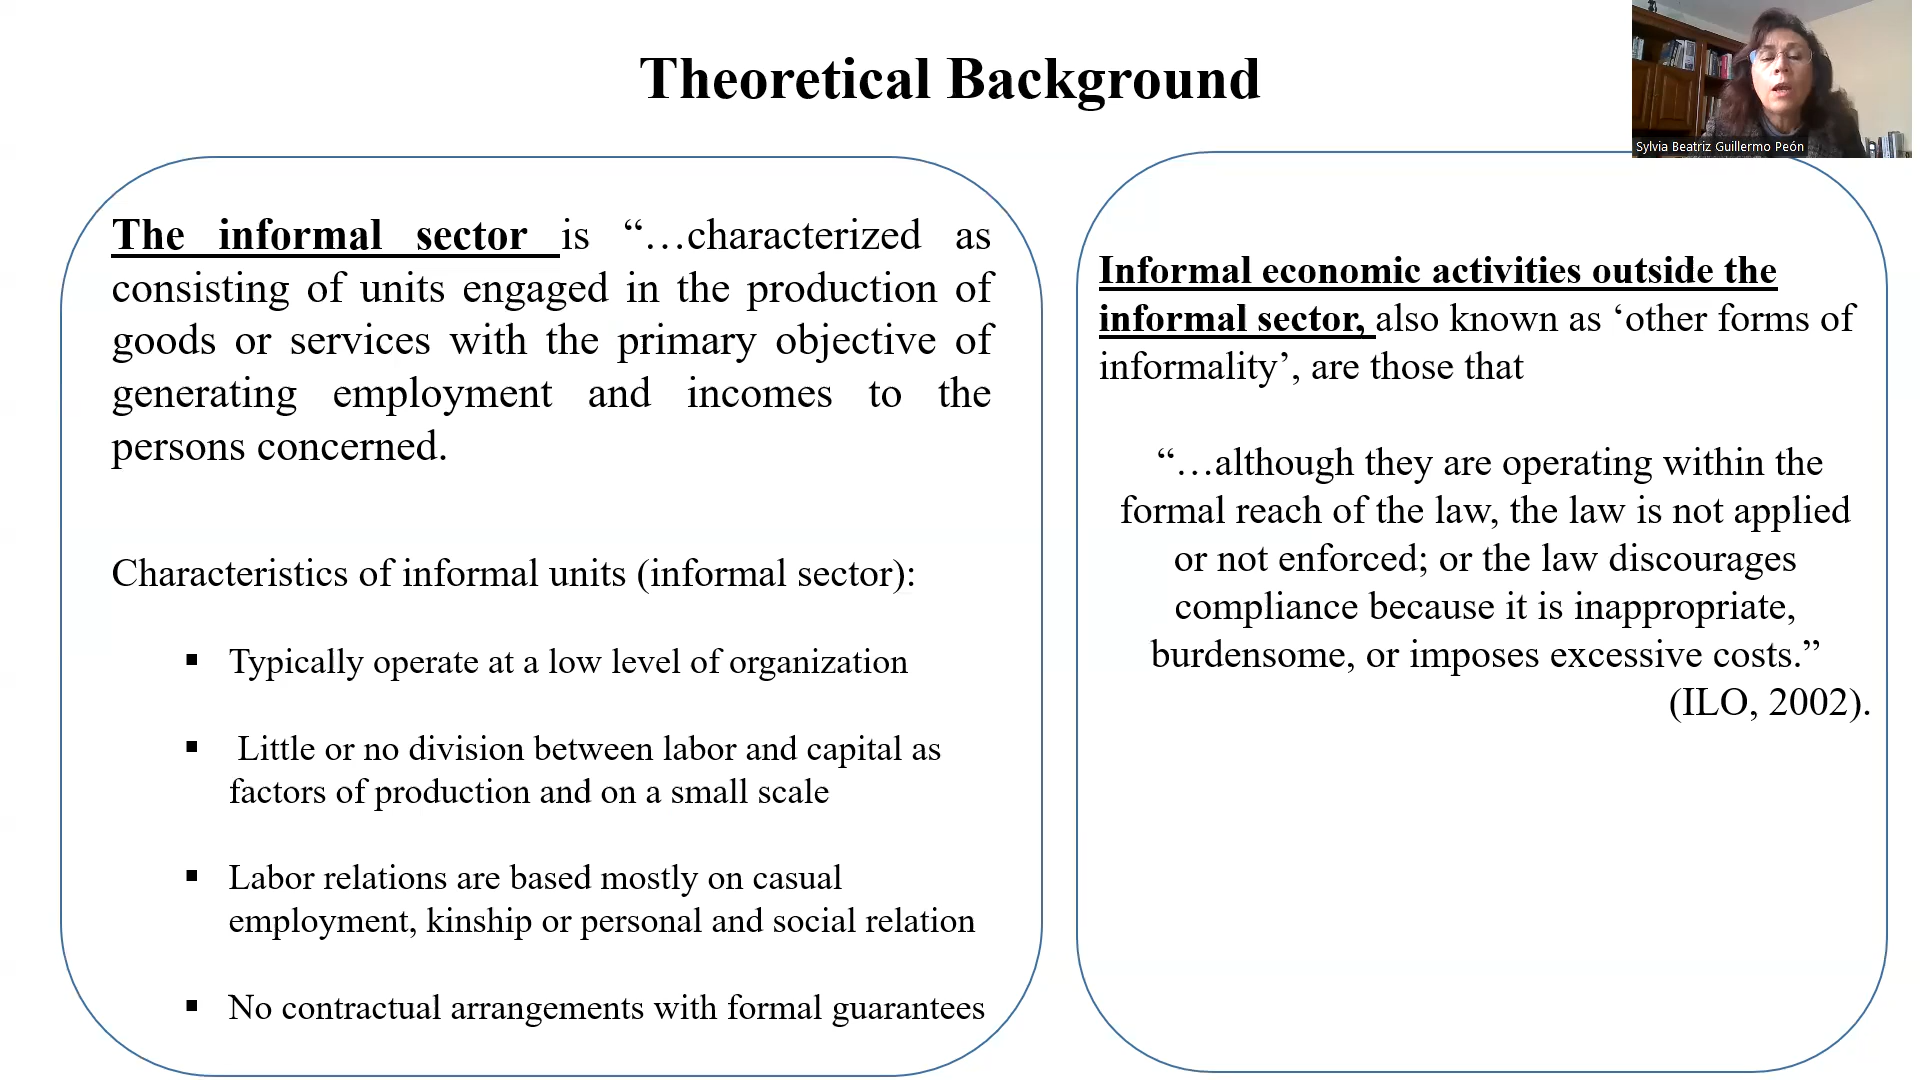 Theoretical Background
Sylvia Beatriz Guillermo Peón
The informal sector is “…characterized as
consisting of units engaged in the production of
goods or services with the primary objective of
generating employment and incomes to the
persons concerned.
Characteristics of informal units (informal sector):
▪ Typically operate at a low level of organization
▪ Little or no division between labor and capital as
factors of production and on a small scale
▪ Labor relations are based mostly on casual
employment, kinship or personal and social relation
▪ No contractual arrangements with formal guarantees
Informal economic activities outside the
informal sector, also known as ‘other forms of
informality’, are those that
“…although they are operating within the
formal reach of the law, the law is not applied
or not enforced; or the law discourages
compliance because it is inappropriate,
burdensome, or imposes excessive costs.”
(ILO, 2002).